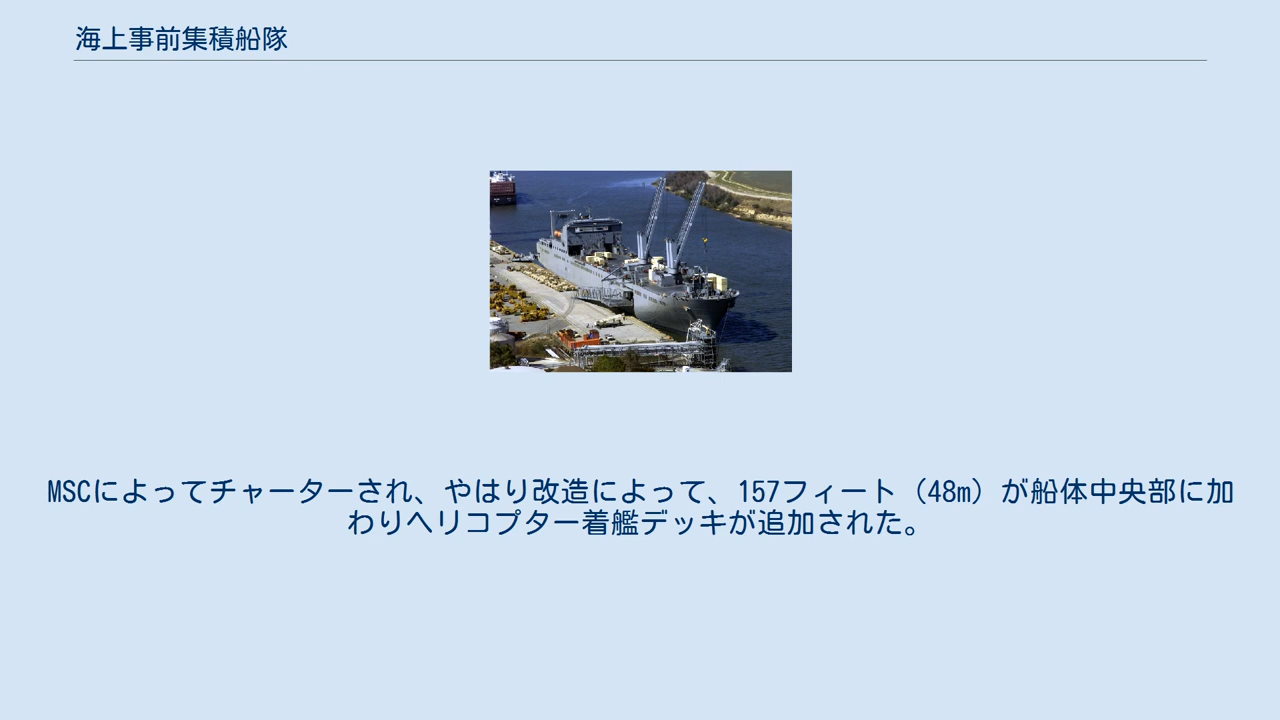 海上事前集積船隊
MSCによってチャーターされ、やはり改造によって、157フィート（48m）が船体中央部に加
わりヘリコプター着艦デッキが追加された。